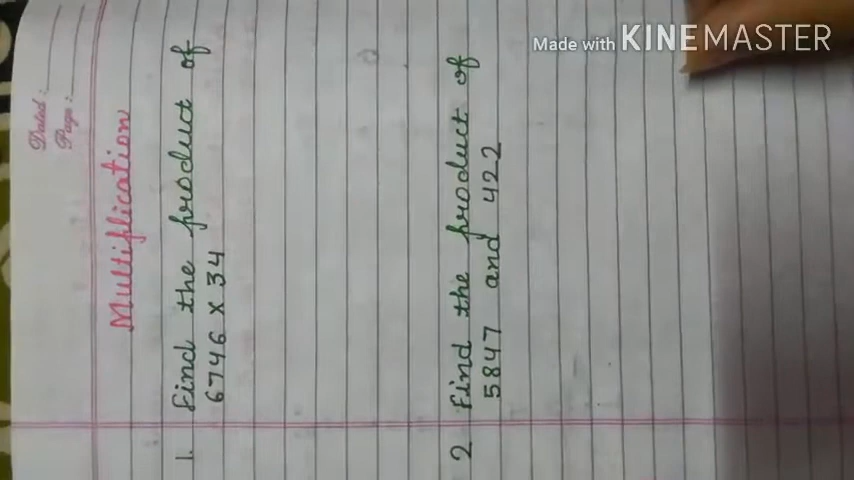 Dated:
Page:
Multiplication
1. Find the product of
6746 x 34
2 Find the product of
5847 and 422
Made with KINEMASTER